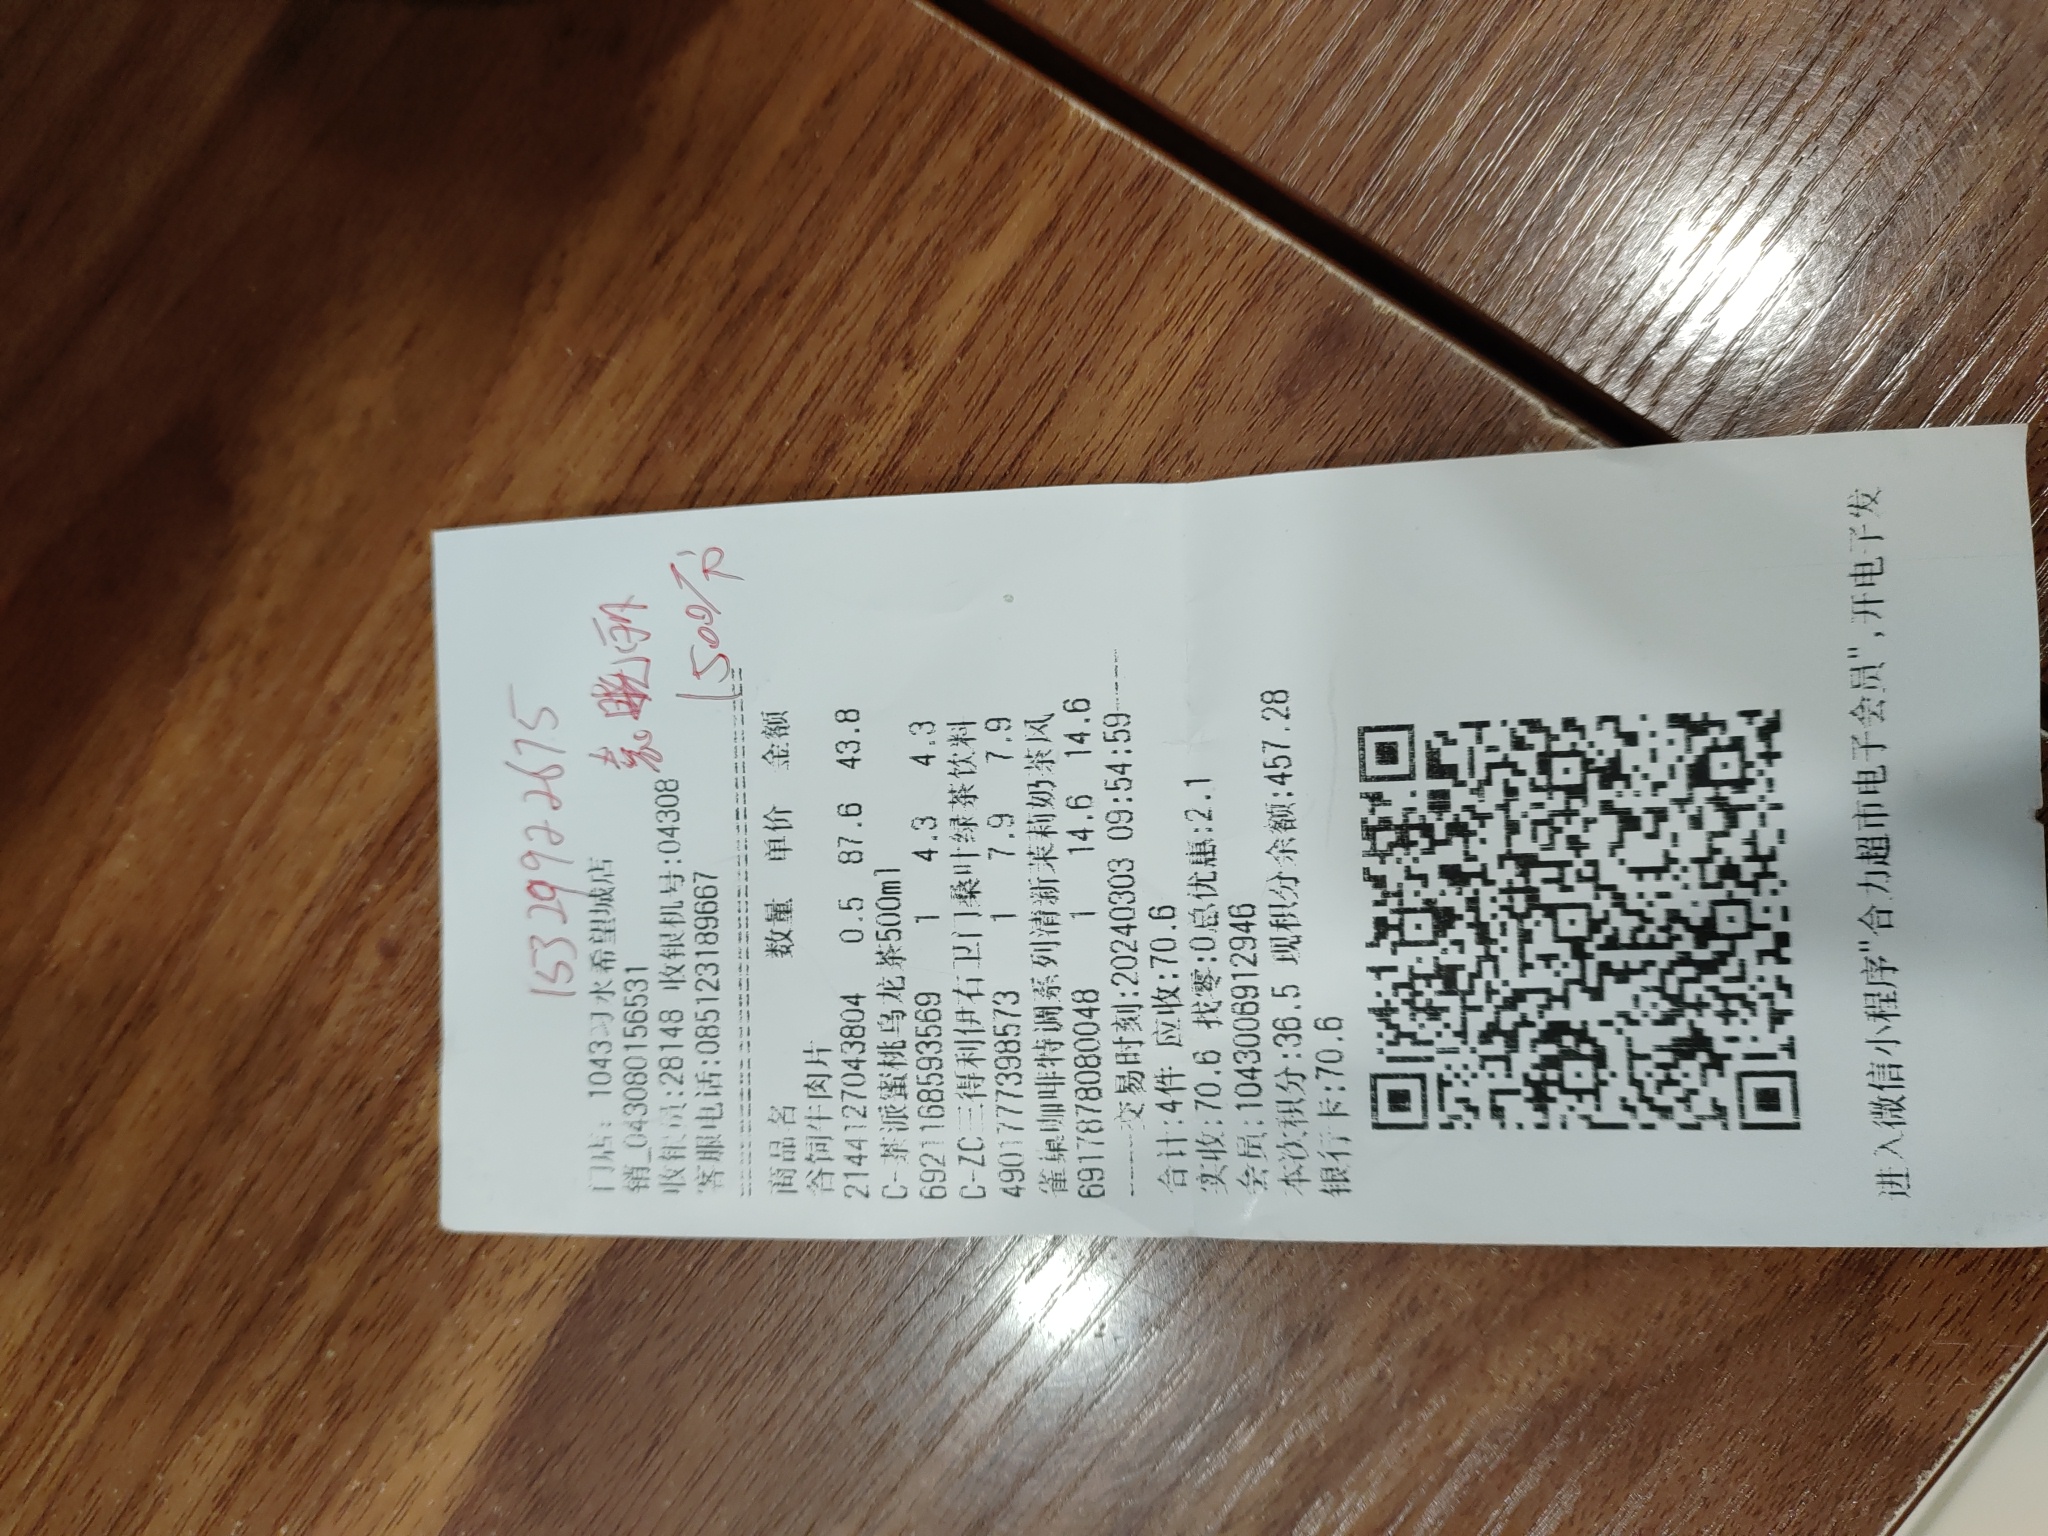 15329922675
袁
1500/下
门店: 1043习水希望城店
销_043080156531
收银员:28148 收银机号:04308
客服电话:085123189667
商品名 数量 单价 金额
谷饲牛肉片
2144127043804 0.5 87.6 43.8
C-茶派蜜桃乌龙茶500ml
6921168593569 1 4.3 4.3
C-ZC三得利伊右卫门桑叶绿茶饮料
4901777398573 1 7.9 7.9
雀巢咖啡特调系列清新茉莉奶茶风
6917878080048 1 14.6 14.6
交易时刻:20240303 09:54:59
合计:4件 应收:70.6
实收:70.6 找零:0总优惠:2.1
会员:1043006912946
本次积分:36.5 现积分余额:457.28
银行卡:70.6
进入微信小程序"合力超市电子会员",开电子发